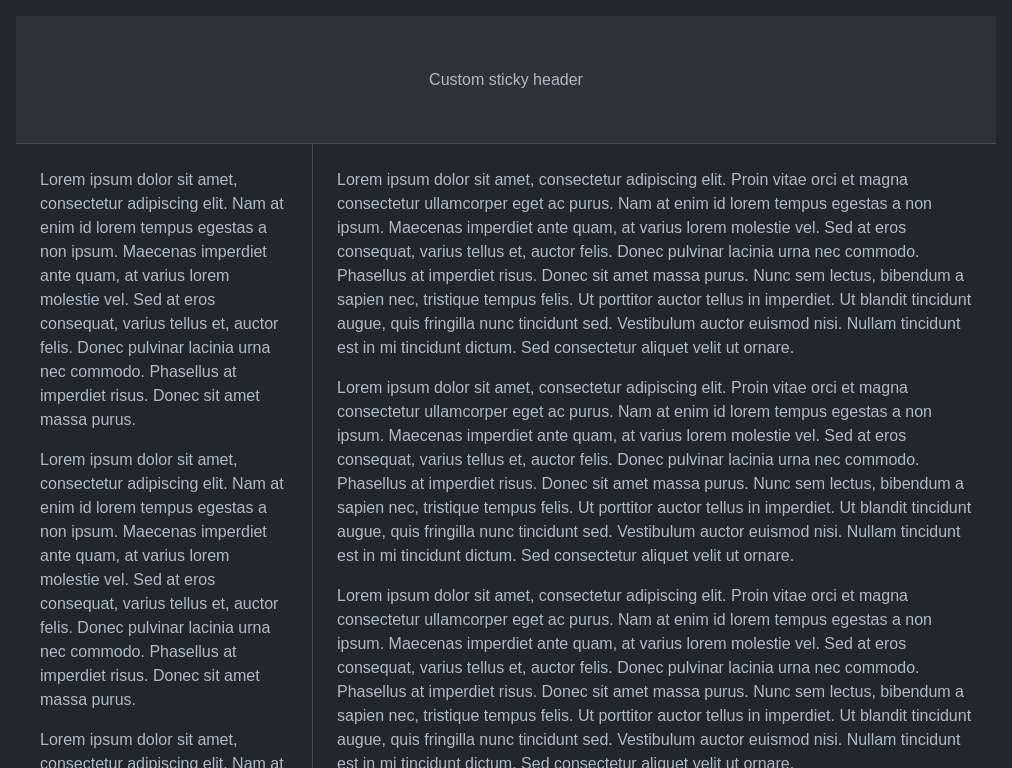 Custom sticky header
Lorem ipsum dolor sit amet,
consectetur adipiscing elit. Nam at
enim id lorem tempus egestas a
non ipsum. Maecenas imperdiet
ante quam, at varius lorem
molestie vel. Sed at eros
consequat, varius tellus et, auctor
felis. Donec pulvinar lacinia urna
nec commodo. Phasellus at
imperdiet risus. Donec sit amet
massa purus.
Lorem ipsum dolor sit amet,
consectetur adipiscing elit. Nam at
enim id lorem tempus egestas a
non ipsum. Maecenas imperdiet
ante quam, at varius lorem
molestie vel. Sed at eros
consequat, varius tellus et, auctor
felis. Donec pulvinar lacinia urna
nec commodo. Phasellus at
imperdiet risus. Donec sit amet
massa purus.
Lorem ipsum dolor sit amet,
consectetur adipiscing elit. Nam at
Lorem ipsum dolor sit amet, consectetur adipiscing elit. Proin vitae orci et magna
consectetur ullamcorper eget ac purus. Nam at enim id lorem tempus egestas a non
ipsum. Maecenas imperdiet ante quam, at varius lorem molestie vel. Sed at eros
consequat, varius tellus et, auctor felis. Donec pulvinar lacinia urna nec commodo.
Phasellus at imperdiet risus. Donec sit amet massa purus. Nunc sem lectus, bibendum a
sapien nec, tristique tempus felis. Ut porttitor auctor tellus in imperdiet. Ut blandit tincidunt
augue, quis fringilla nunc tincidunt sed. Vestibulum auctor euismod nisi. Nullam tincidunt
est in mi tincidunt dictum. Sed consectetur aliquet velit ut ornare.
Lorem ipsum dolor sit amet, consectetur adipiscing elit. Proin vitae orci et magna
consectetur ullamcorper eget ac purus. Nam at enim id lorem tempus egestas a non
ipsum. Maecenas imperdiet ante quam, at varius lorem molestie vel. Sed at eros
consequat, varius tellus et, auctor felis. Donec pulvinar lacinia urna nec commodo.
Phasellus at imperdiet risus. Donec sit amet massa purus. Nunc sem lectus, bibendum a
sapien nec, tristique tempus felis. Ut porttitor auctor tellus in imperdiet. Ut blandit tincidunt
augue, quis fringilla nunc tincidunt sed. Vestibulum auctor euismod nisi. Nullam tincidunt
est in mi tincidunt dictum. Sed consectetur aliquet velit ut ornare.
Lorem ipsum dolor sit amet, consectetur adipiscing elit. Proin vitae orci et magna
consectetur ullamcorper eget ac purus. Nam at enim id lorem tempus egestas a non
ipsum. Maecenas imperdiet ante quam, at varius lorem molestie vel. Sed at eros
consequat, varius tellus et, auctor felis. Donec pulvinar lacinia urna nec commodo.
Phasellus at imperdiet risus. Donec sit amet massa purus. Nunc sem lectus, bibendum a
sapien nec, tristique tempus felis. Ut porttitor auctor tellus in imperdiet. Ut blandit tincidunt
augue, quis fringilla nunc tincidunt sed. Vestibulum auctor euismod nisi. Nullam tincidunt
est in mi tincidunt dictum. Sed consectetur aliquet velit ut ornare.